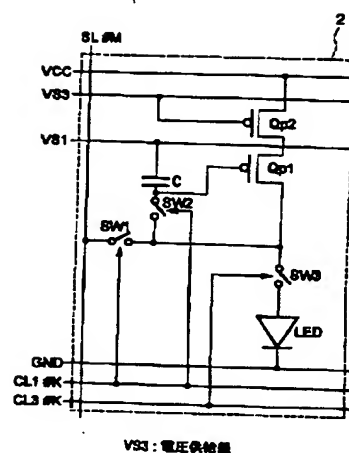 SL #M
2
VCC
VS3
Qp2
VS1
Qp1
C
SW2
SW1
SW3
LED
GND
CL1 #K
CL3 #K
VS3 : 電圧供給線